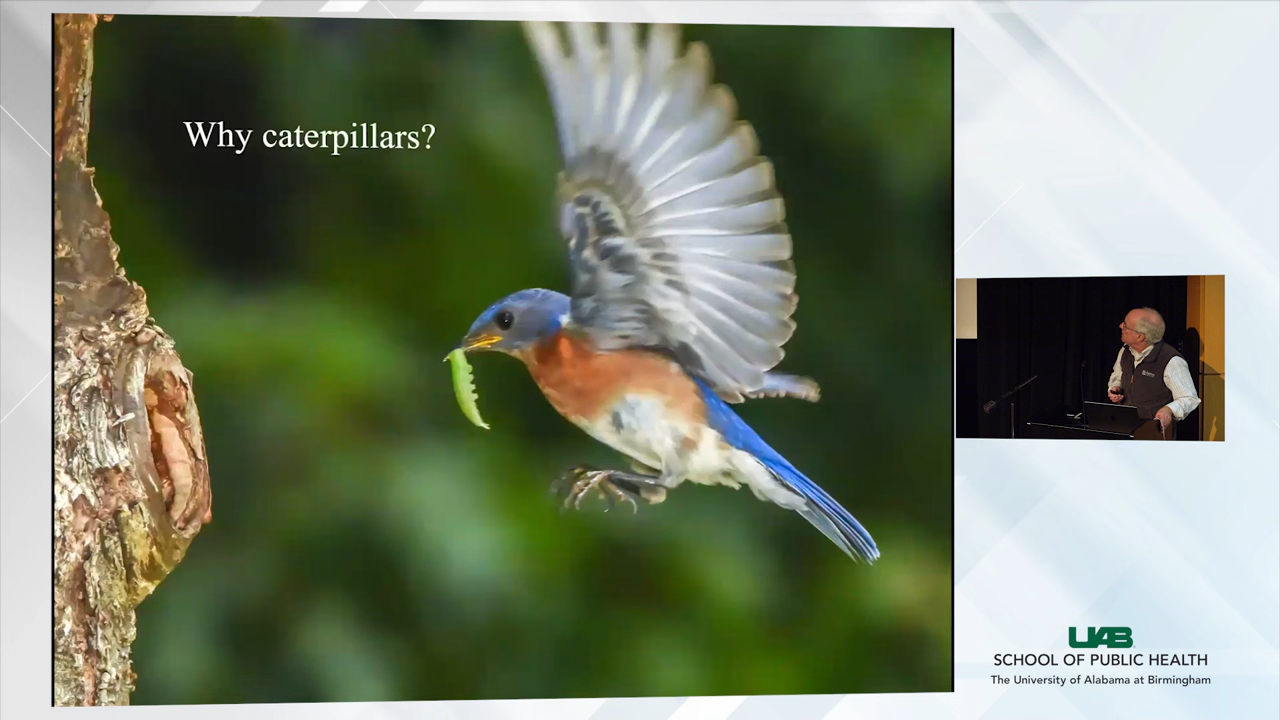 Why caterpillars?
UAB
SCHOOL OF PUBLIC HEALTH
The University of Alabama at Birmingham